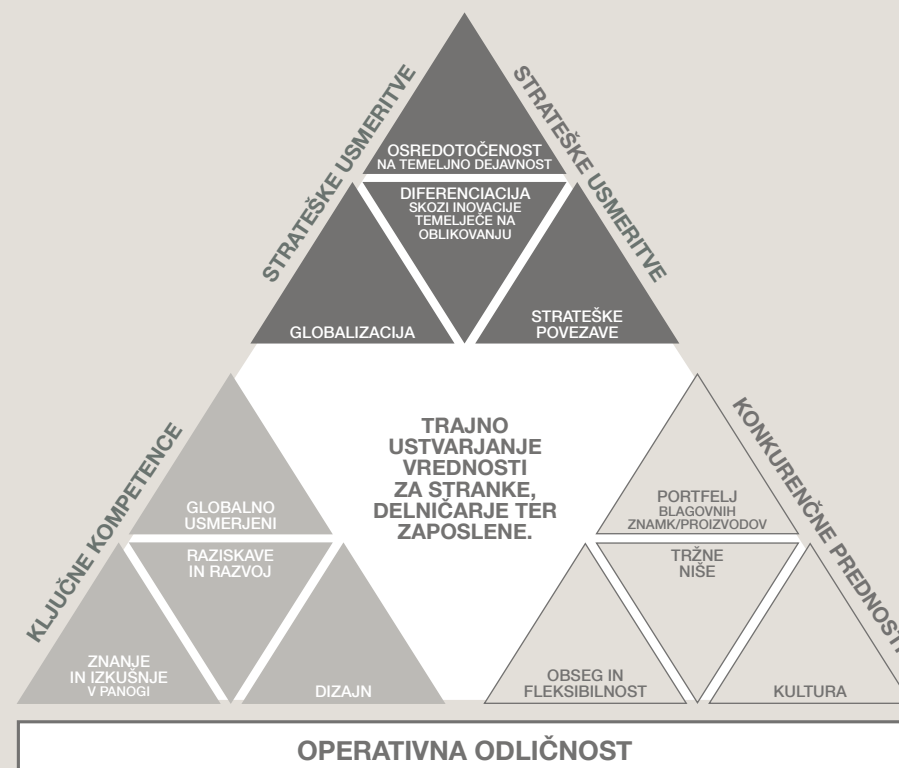 STRATEŠKE USMERITVE
STRATEŠKE USMERITVE
OSREDOTOČENOST
NA TEMELJNO DEJAVNOST
DIFERENCIACIJA
SKOZI INOVACIJE
TEMELJEČE NA
OBLIKOVANJU
GLOBALIZACIJA
STRATEŠKE
POVEZAVE
TRAJNO
USTVARJANJE
VREDNOSTI
ZA STRANKE,
DELNIČARJE TER
ZAPOSLENE.
KLJUČNE KOMPETENCE
GLOBALNO
USMERJENI
RAZISKAVE
IN RAZVOJ
ZNANJE
IN IZKUŠNJE
V PANOGI
DIZAJN
KONKURENČNE PREDNOSTI
PORTFELJ
BLAGOVNIH
ZNAMK/PROIZVODOV
TRŽNE
NIŠE
OBSEG IN
FLEKSIBILNOST
KULTURA
OPERATIVNA ODLIČNOST